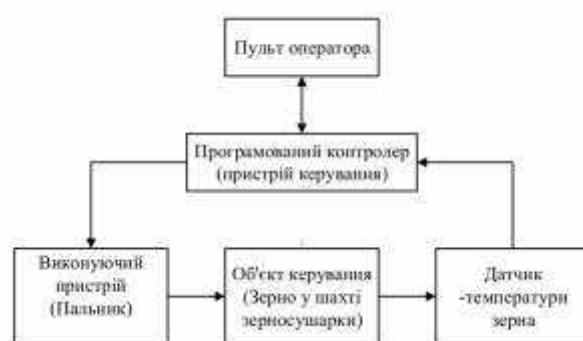 Пульт оператора
Програмований контролер
(пристрій керування)
Виконуючий
пристрій
(Пальник)
Об'єкт керування
(Зерно у шахті
зерносушарки)
Датчик
-температури
зерна